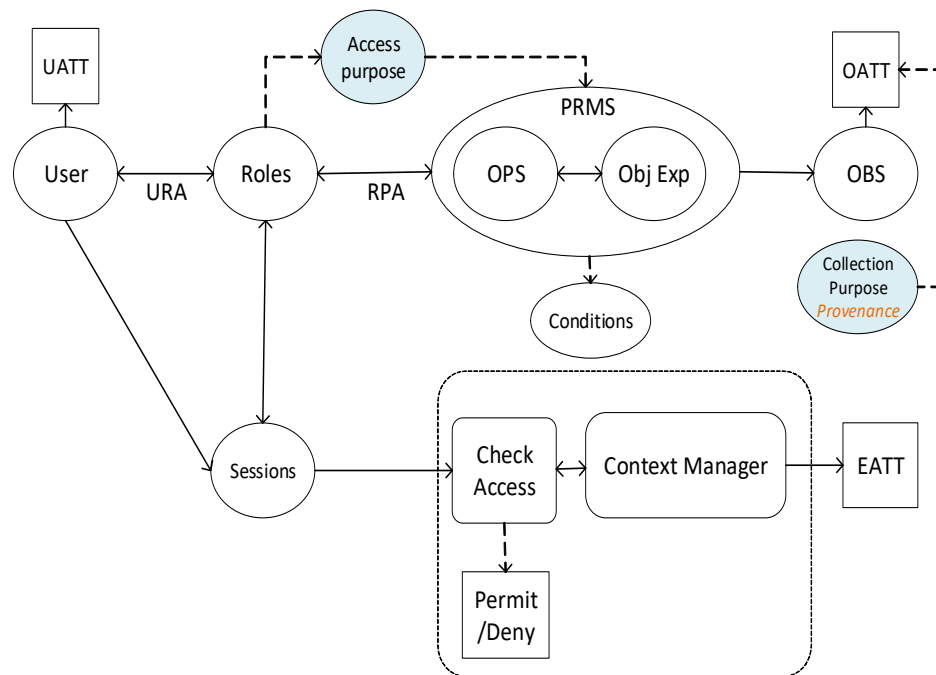 Access
purpose
UATT
OATT
PRMS
User
URA
Roles
RPA
OPS
Obj Exp
OBS
Collection
Purpose
Provenance
Conditions
Sessions
Check
Access
Context Manager
EATT
Permit
/Deny